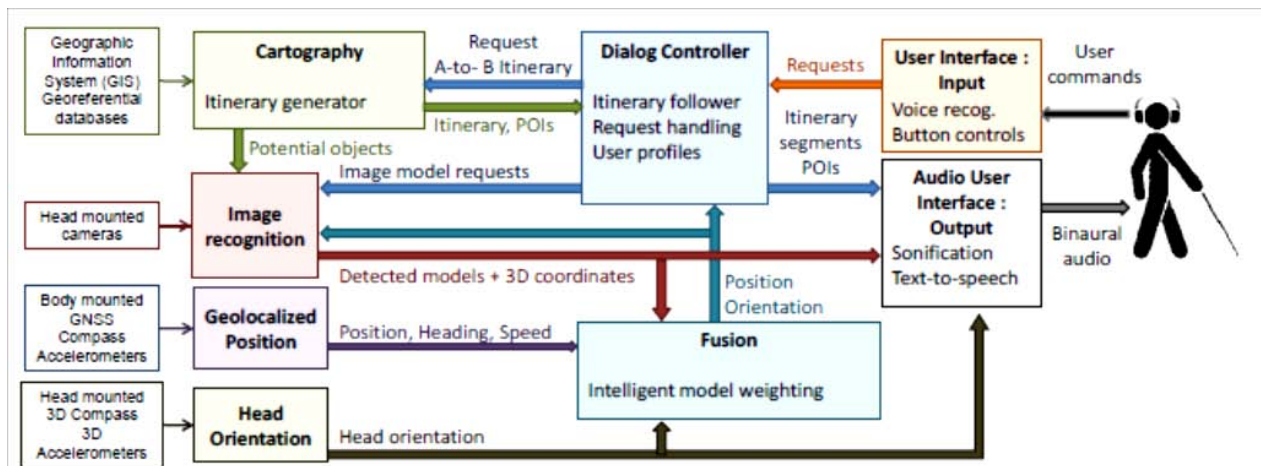 Geographic
Information
System (GIS)
Georeferential
databases
Cartography
Itinerary generator
Request
A-to- B Itinerary
Itinerary, POIs
Dialog Controller
Itinerary follower
Request handling
User profiles
Requests
User Interface :
Input
Voice recog.
Button controls
User
commands
Potential objects
Image model requests
Itinerary
segments
POIs
Head mounted
cameras
Image
recognition
Detected models + 3D coordinates
Audio User
Interface :
Output
Sonification
Text-to-speech
Binaural
audio
Position
Orientation
Body mounted
GNSS
Compass
Accelerometers
Geolocalized
Position
Position, Heading, Speed
Fusion
Intelligent model weighting
Head mounted
3D Compass
3D
Accelerometers
Head
Orientation
Head orientation